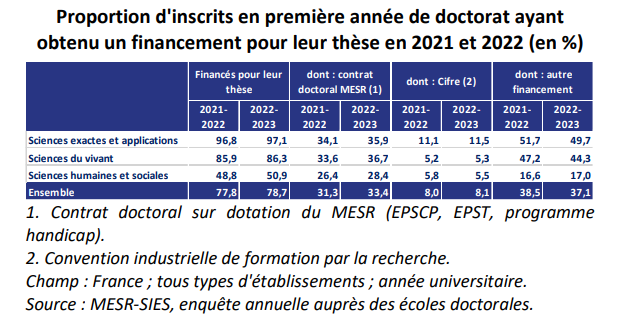 Proportion d'inscrits en première année de doctorat ayant
obtenu un financement pour leur thèse en 2021 et 2022 (en %)
Financés pour leur thèse dont : contrat doctoral MESR (1) dont : Cifre (2) dont : autre financement
2021-2022 2022-2023 2021-2022 2022-2023 2021-2022 2022-2023 2021-2022 2022-2023
Sciences exactes et applications 96,8 97,1 34,1 35,9 11,1 11,5 51,7 49,7
Sciences du vivant 85,9 86,3 33,6 36,7 5,2 5,3 47,2 44,3
Sciences humaines et sociales 48,8 50,9 26,4 28,4 5,8 5,5 16,6 17,0
Ensemble 77,8 78,7 31,3 33,4 8,0 8,1 38,5 37,1
1. Contrat doctoral sur dotation du MESR (EPSCP, EPST, programme
handicap).
2. Convention industrielle de formation par la recherche.
Champ : France ; tous types d'établissements ; année universitaire.
Source : MESR-SIES, enquête annuelle auprès des écoles doctorales.